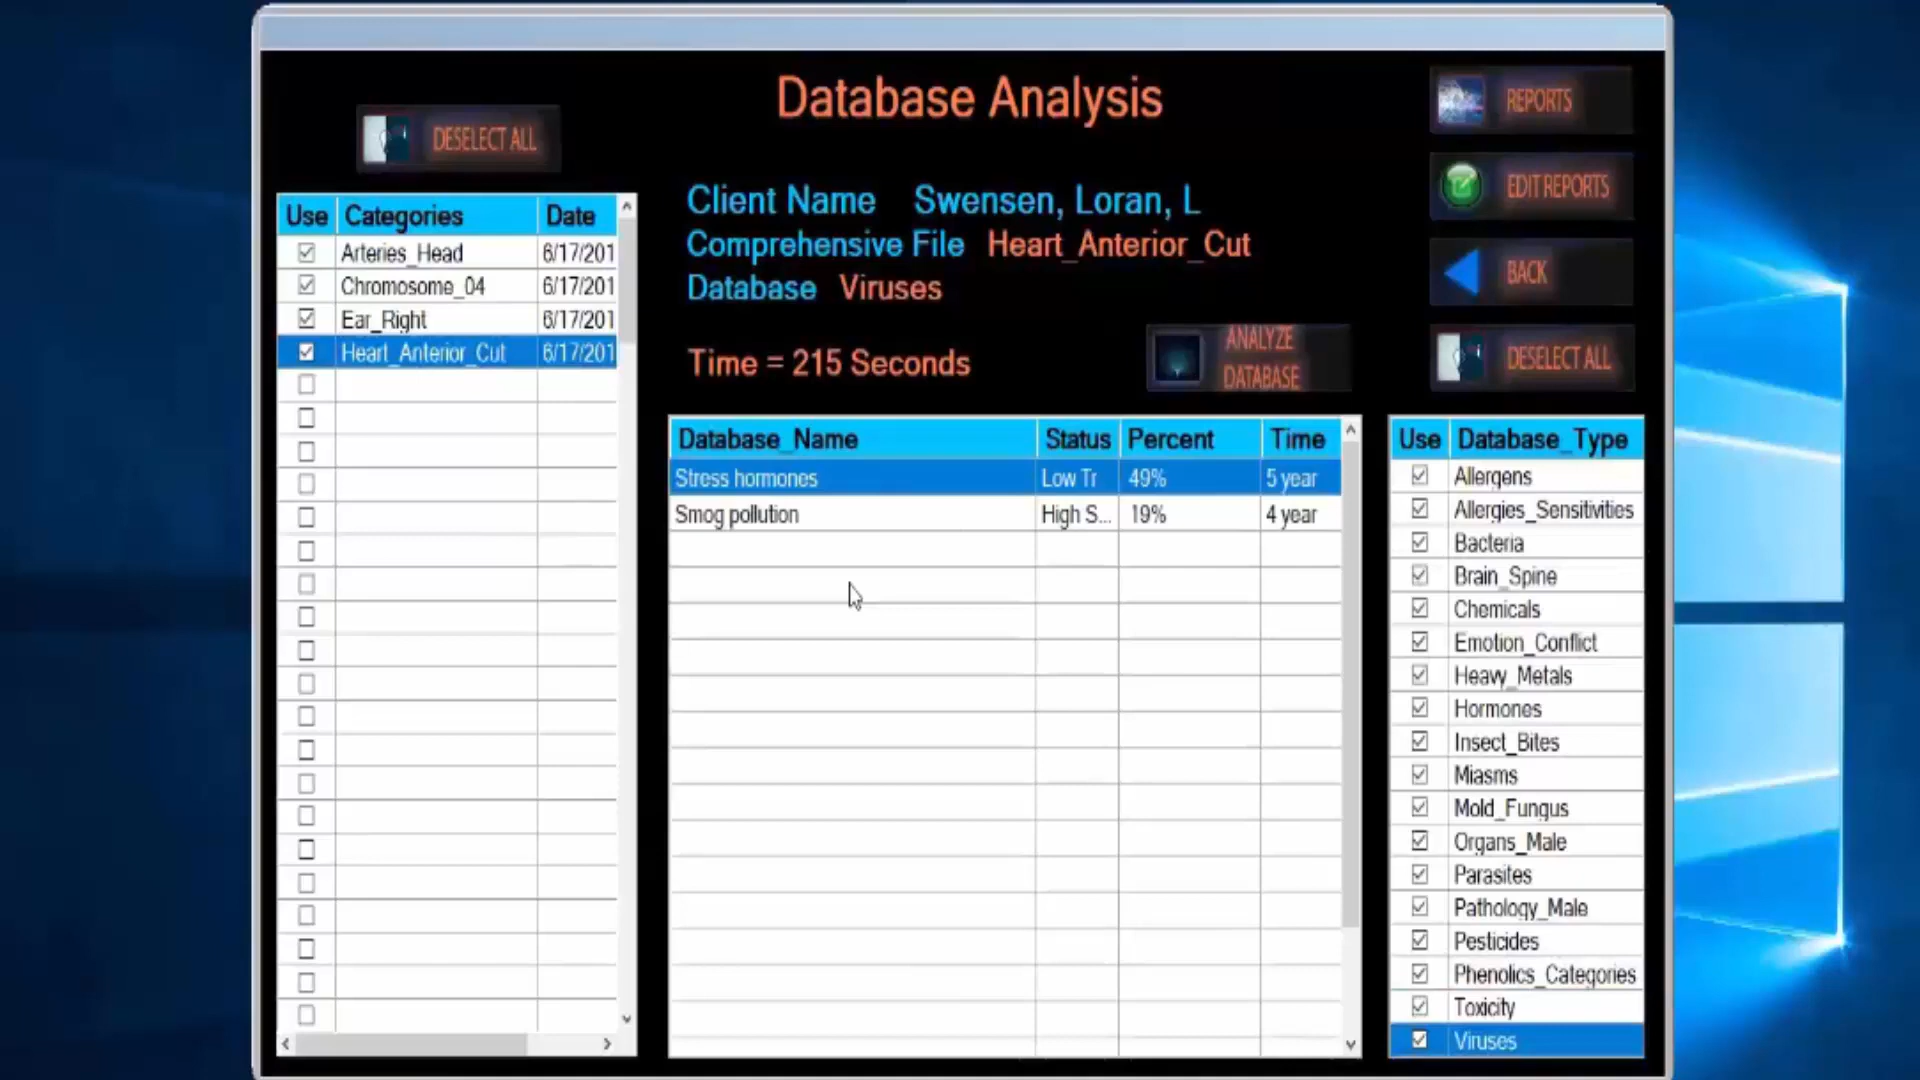 Database Analysis
REPORTS
DESELECT ALL
EDIT REPORTS
Client Name Swensen, Loran, L
Comprehensive File Heart_Anterior_Cut
BACK
Database Viruses
Time = 215 Seconds
ANALYZE
DATABASE
DESELECT ALL
Use Categories Date
Arteries_Head 6/17/201
Chromosome_04 6/17/201
Ear_Right 6/17/201
Heart_Anterior_Cut 6/17/201
Database_Name Status Percent Time
Stress hormones Low Tr 49% 5 year
Smog pollution High S... 19% 4 year
Use Database_Type
Allergens
Allergies_Sensitivities
Bacteria
Brain_Spine
Chemicals
Emotion_Conflict
Heavy_Metals
Hormones
Insect_Bites
Miasms
Mold_Fungus
Organs_Male
Parasites
Pathology_Male
Pesticides
Phenolics_Categories
Toxicity
Viruses